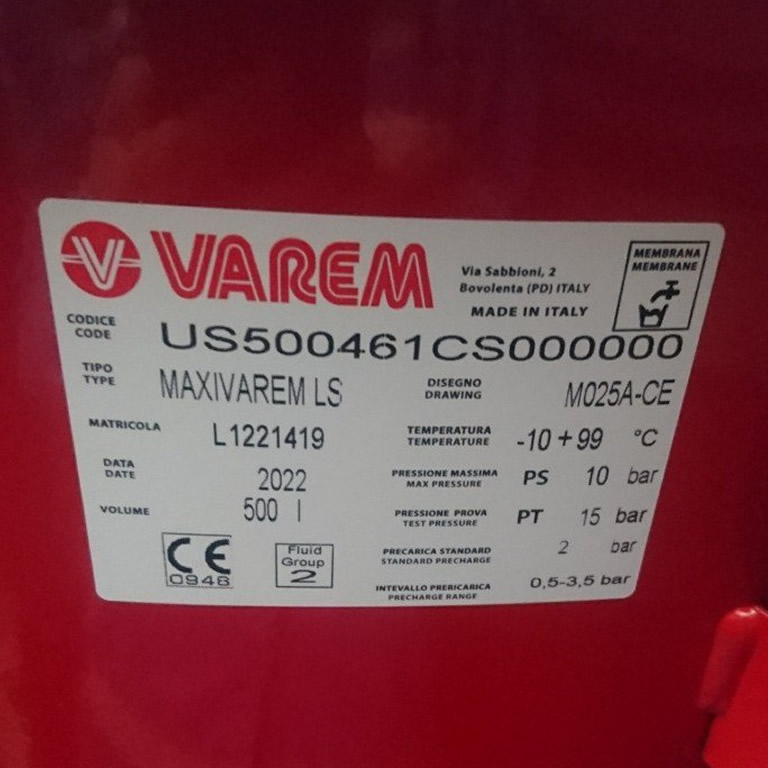 VAREM
Via Sabbioni, 2
Bovolenta (PD) ITALY
MADE IN ITALY
MEMBRANA
MEMBRANE
CODICE
CODE
US500461CS000000
TIPO
TYPE
MAXIVAREM LS
DISEGNO
DRAWING
M025A-CE
MATRICOLA
L1221419
TEMPERATURA
TEMPERATURE
-10 + 99 °C
DATA
DATE
2022
PRESSIONE MASSIMA
MAX PRESSURE
PS 10 bar
VOLUME
500 l
PRESSIONE PROVA
TEST PRESSURE
PT 15 bar
CE
0948
Fluid
Group
2
PRECARICA STANDARD
STANDARD PRECHARGE
2 bar
INTEVALLO PRERICARICA
PRECHARGE RANGE
0,5-3,5 bar